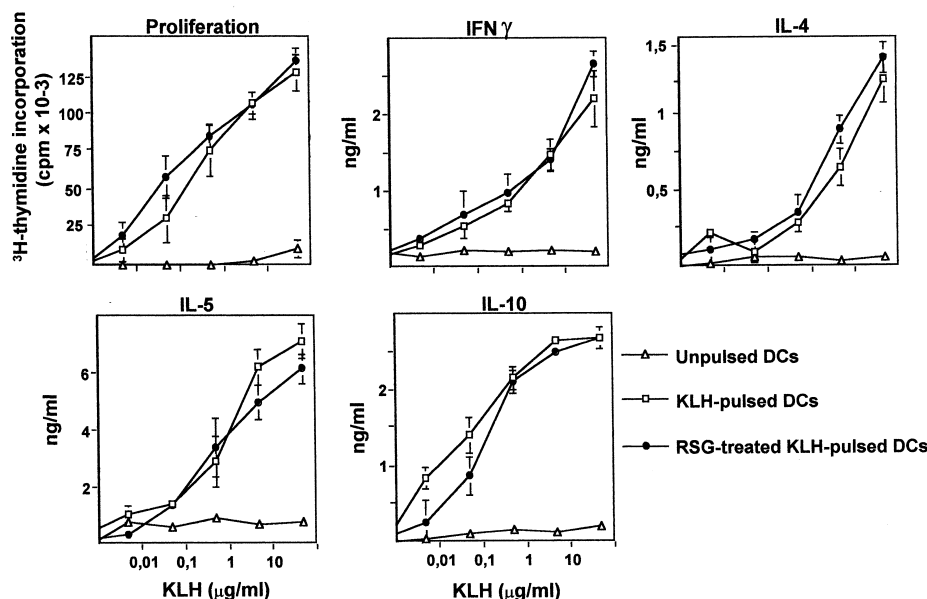 Proliferation
³H-thymidine incorporation
(cpm x 10-3)
125
100
75
50
25
IFN γ
ng/ml
2
1
IL-4
ng/ml
1,5
1
0,5
IL-5
ng/ml
6
4
2
0,01
0,1
1
10
KLH (µg/ml)
IL-10
ng/ml
2
1
0,01
0,1
1
10
KLH (µg/ml)
Unpulsed DCs
KLH-pulsed DCs
RSG-treated KLH-pulsed DCs